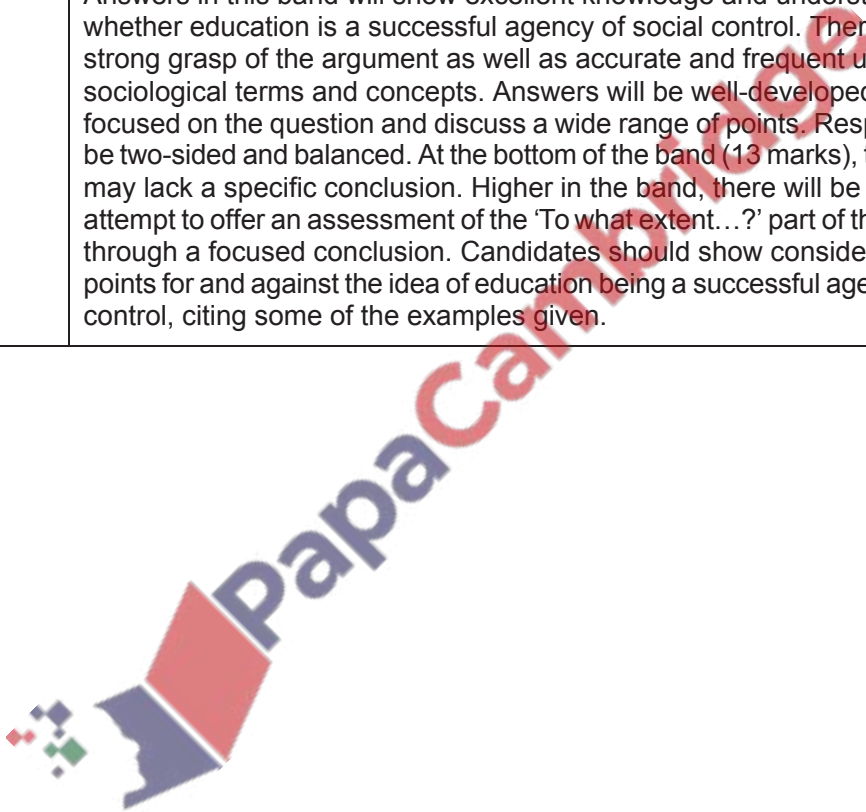 Answers in this band will show excellent knowledge and
whether education is a successful agency of social control.
strong grasp of the argument as well as accurate and frequent
sociological terms and concepts. Answers will be well-developed
focused on the question and discuss a wide range of points.
be two-sided and balanced. At the bottom of the band (13 marks),
may lack a specific conclusion. Higher in the band, there will be
attempt to offer an assessment of the ‘To what extent…?’ part of
through a focused conclusion. Candidates should show
points for and against the idea of education being a successful
control, citing some of the examples given.
PapaCambridge